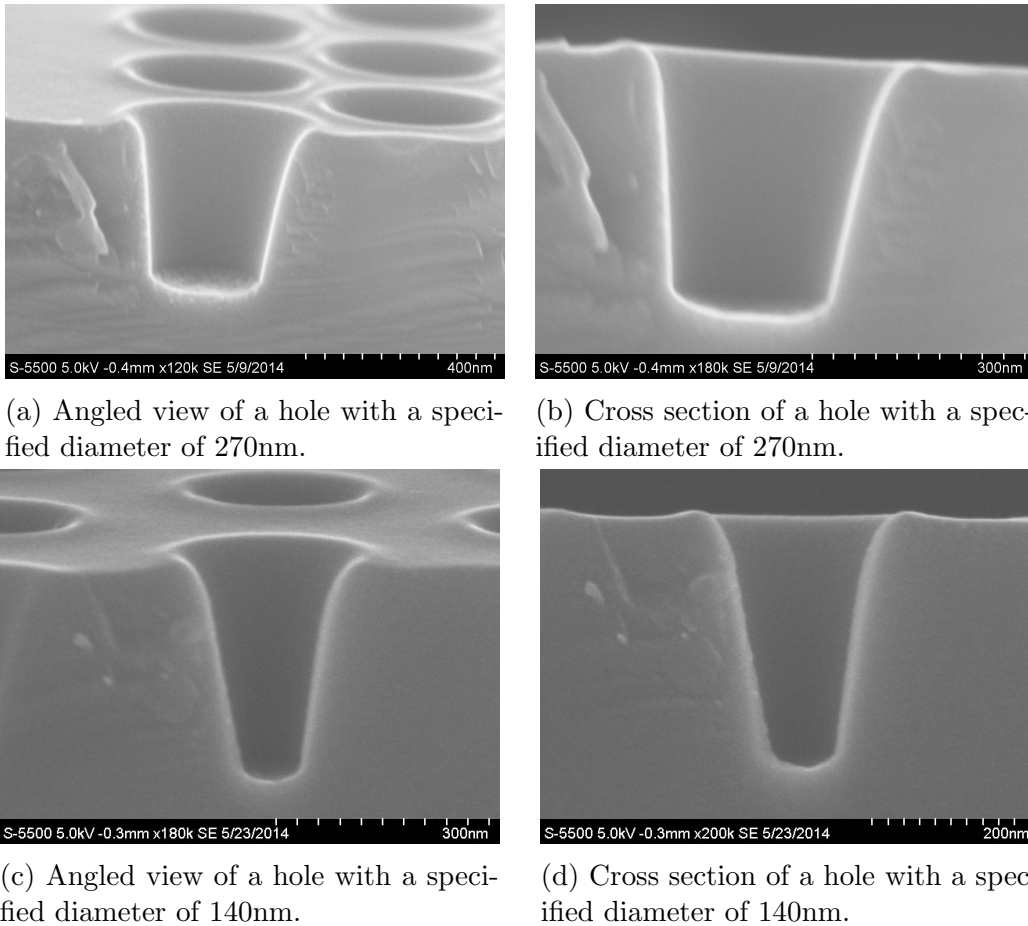 S-5500 5.0kV -0.4mm x120k SE 5/9/2014 400nm
S-5500 5.0kV -0.4mm x180k SE 5/9/2014 300nm
(a) Angled view of a hole with a speci-
fied diameter of 270nm.
(b) Cross section of a hole with a spec-
ified diameter of 270nm.
S-5500 5.0kV -0.3mm x180k SE 5/23/2014 300nm
S-5500 5.0kV -0.3mm x200k SE 5/23/2014 200nm
(c) Angled view of a hole with a speci-
fied diameter of 140nm.
(d) Cross section of a hole with a spec
ified diameter of 140nm.